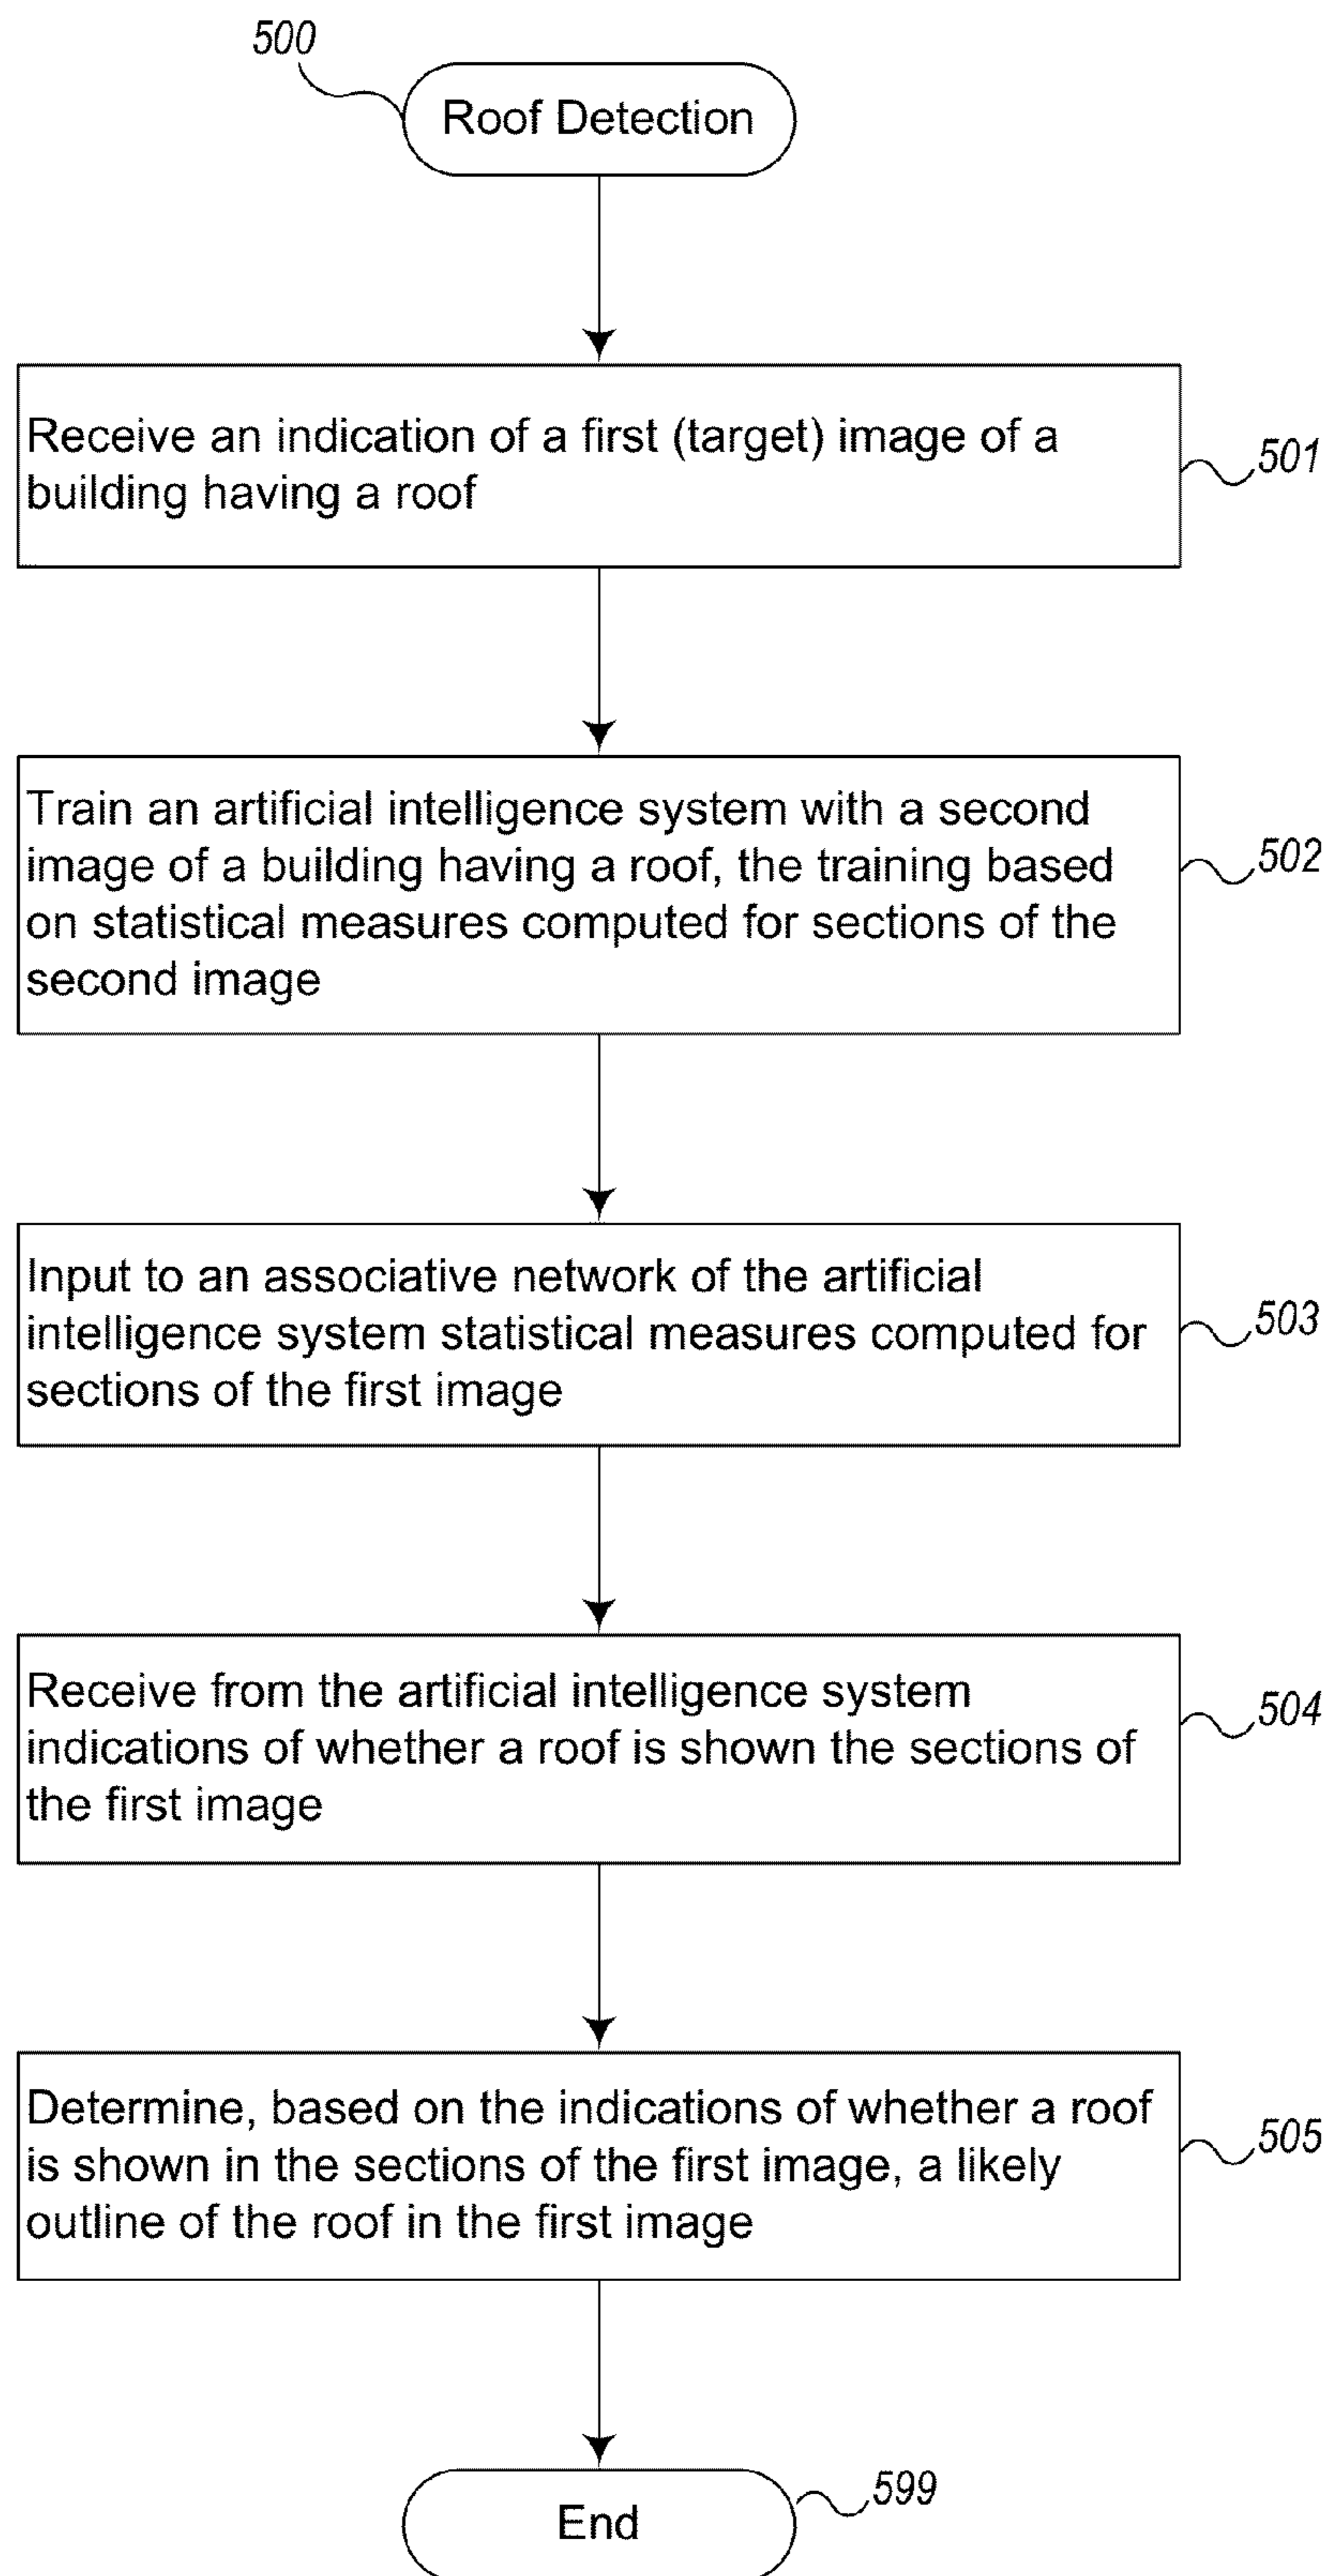 500
Roof Detection
Receive an indication of a first (target) image of a
building having a roof
501
Train an artificial intelligence system with a second
image of a building having a roof, the training based
on statistical measures computed for sections of the
second image
502
Input to an associative network of the artificial
intelligence system statistical measures computed for
sections of the first image
503
Receive from the artificial intelligence system
indications of whether a roof is shown the sections of
the first image
504
Determine, based on the indications of whether a roof
is shown in the sections of the first image, a likely
outline of the roof in the first image
505
End
599